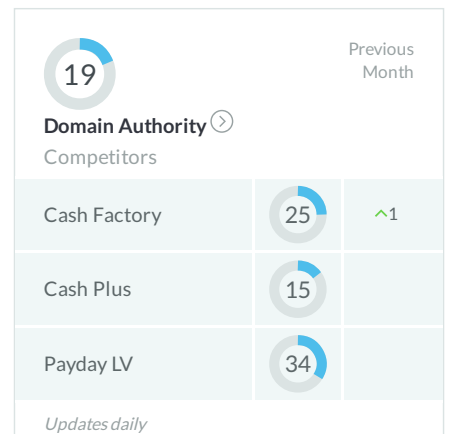 19
Previous
Month
Domain Authority
Competitors
Cash Factory 25 1
Cash Plus 15
Payday LV 34
Updates daily